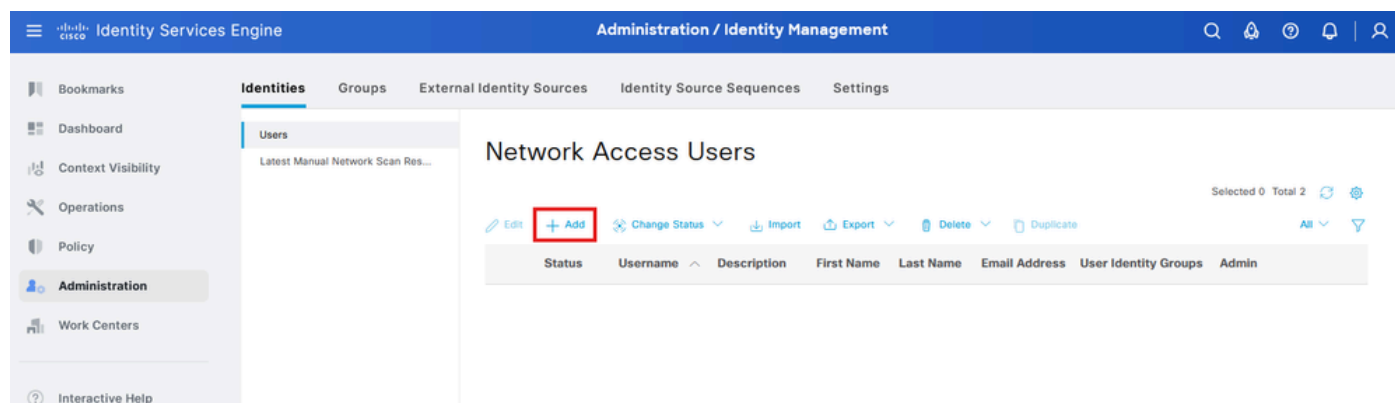 cisco Identity Services Engine
Administration / Identity Management
Bookmarks
Dashboard
Context Visibility
Operations
Policy
Administration
Work Centers
Interactive Help
Identities Groups External Identity Sources Identity Source Sequences Settings
Users
Latest Manual Network Scan Res...
Network Access Users
Selected 0 Total 2
Edit Add Change Status Import Export Delete Duplicate All
Status Username Description First Name Last Name Email Address User Identity Groups Admin